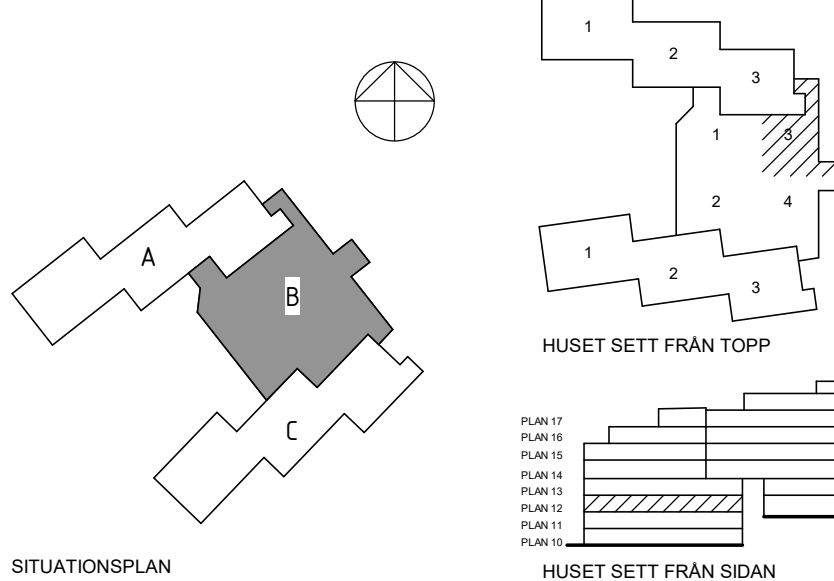 1
2
3
1
3
2
4
1
2
3
HUSET SETT FRÅN TOPP
A
B
C
SITUATIONSPLAN
PLAN 17
PLAN 16
PLAN 15
PLAN 14
PLAN 13
PLAN 12
PLAN 11
PLAN 10
HUSET SETT FRÅN SIDAN